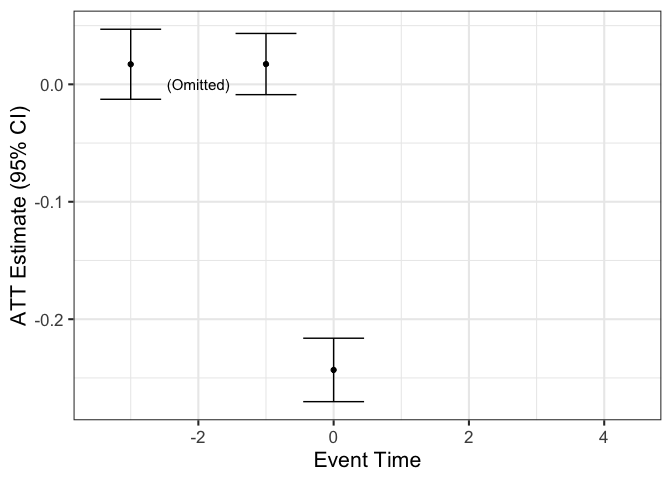 0.0
(Omitted)
-0.1
-0.2
-2
0
2
4
Event Time
ATT Estimate (95% CI)